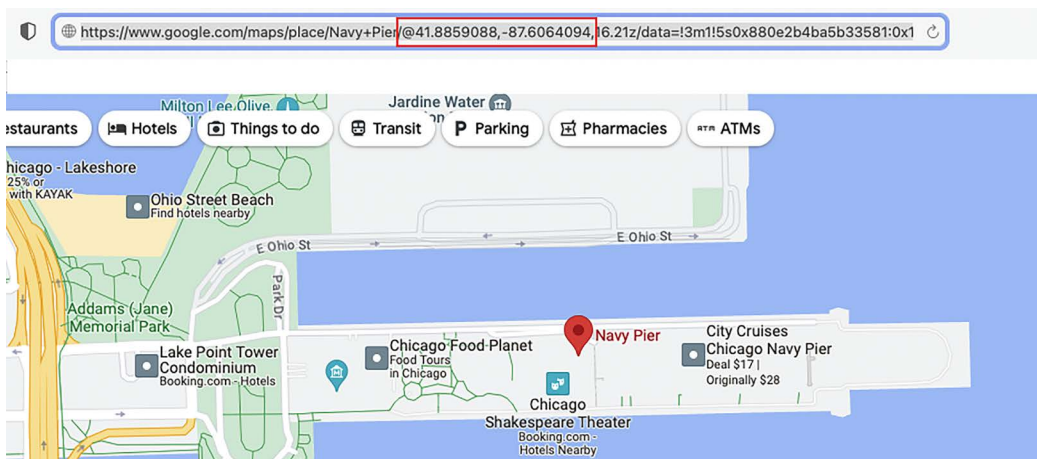 https://www.google.com/maps/place/Navy+Pier/@41.8859088,-87.6064094,16.21z/data=!3m1!5s0x880e2b4ba5b33581:0x1
Milton Lee Olive
Jardine Water
estaurants
Hotels
Things to do
Transit
Parking
Pharmacies
ATMs
hicago - Lakeshore
25% or
with KAYAK
Ohio Street Beach
Find hotels nearby
E Ohio St
E Ohio St
Park Dr
Addams (Jane)
Memorial Park
Lake Point Tower
Condominium
Booking.com - Hotels
Chicago Food Planet
Food Tours
in Chicago
Navy Pier
City Cruises
Chicago Navy Pier
Deal $17 |
Originally $28
Chicago
Shakespeare Theater
Booking.com -
Hotels Nearby